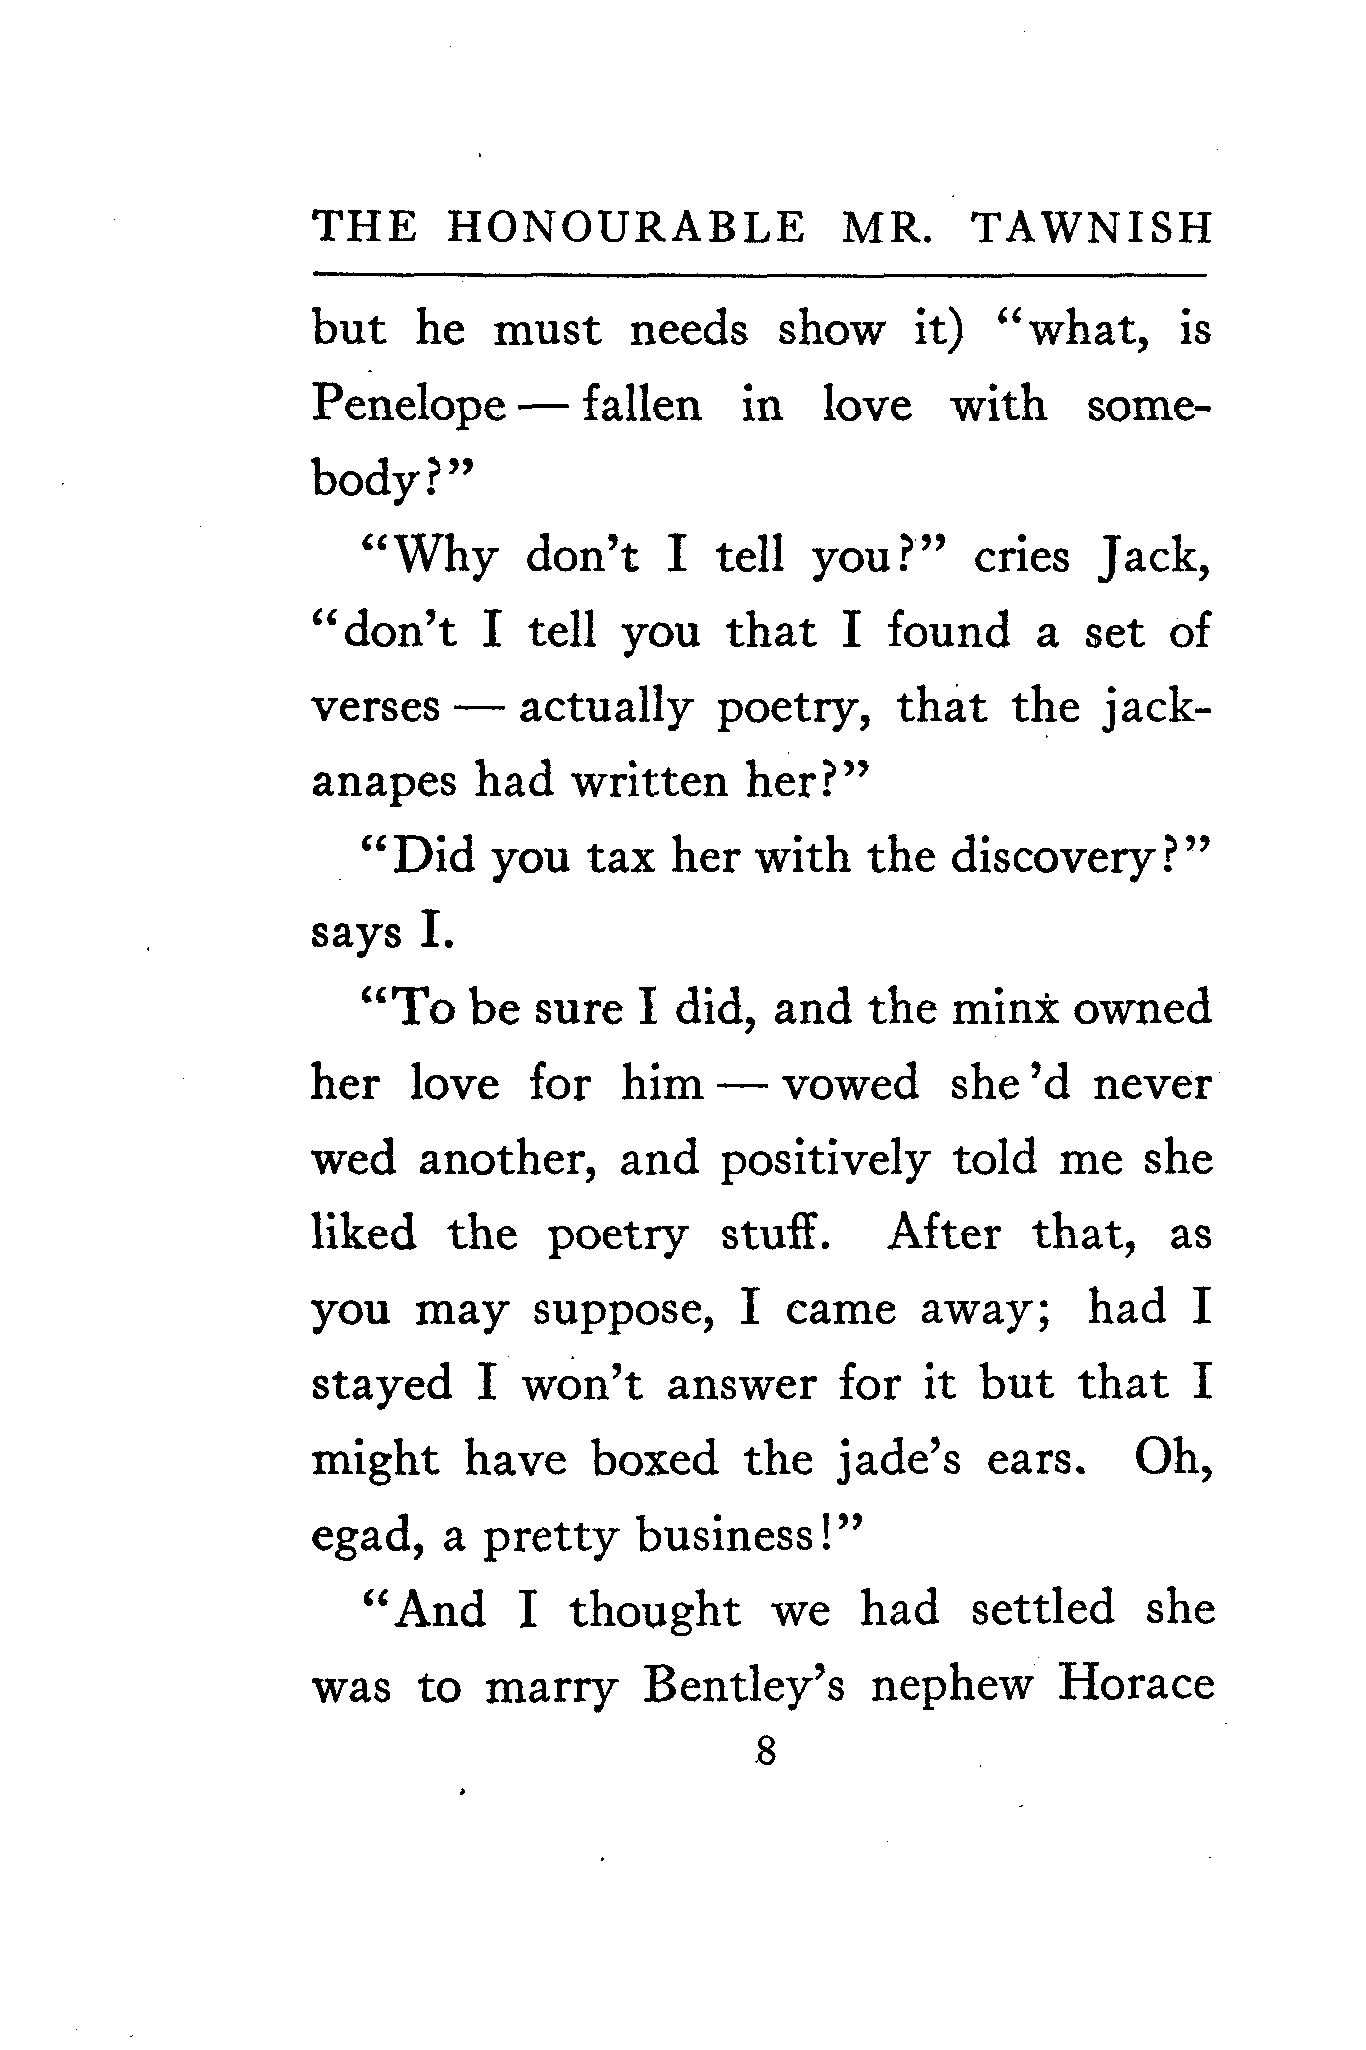 THE HONOURABLE MR. TAWNISH
but he must needs show it) “what, is
Penelope — fallen in love with some-
body?”
“Why don't I tell you?” cries Jack,
“don't I tell you that I found a set of
verses — actually poetry, that the jack-
anapes had written her?”
“Did you tax her with the discovery?”
says I.
“To be sure I did, and the minx owned
her love for him — vowed she 'd never
wed another, and positively told me she
liked the poetry stuff. After that, as
you may suppose, I came away; had I
stayed I won't answer for it but that I
might have boxed the jade's ears. Oh,
egad, a pretty business!”
“And I thought we had settled she
was to marry Bentley's nephew Horace
8